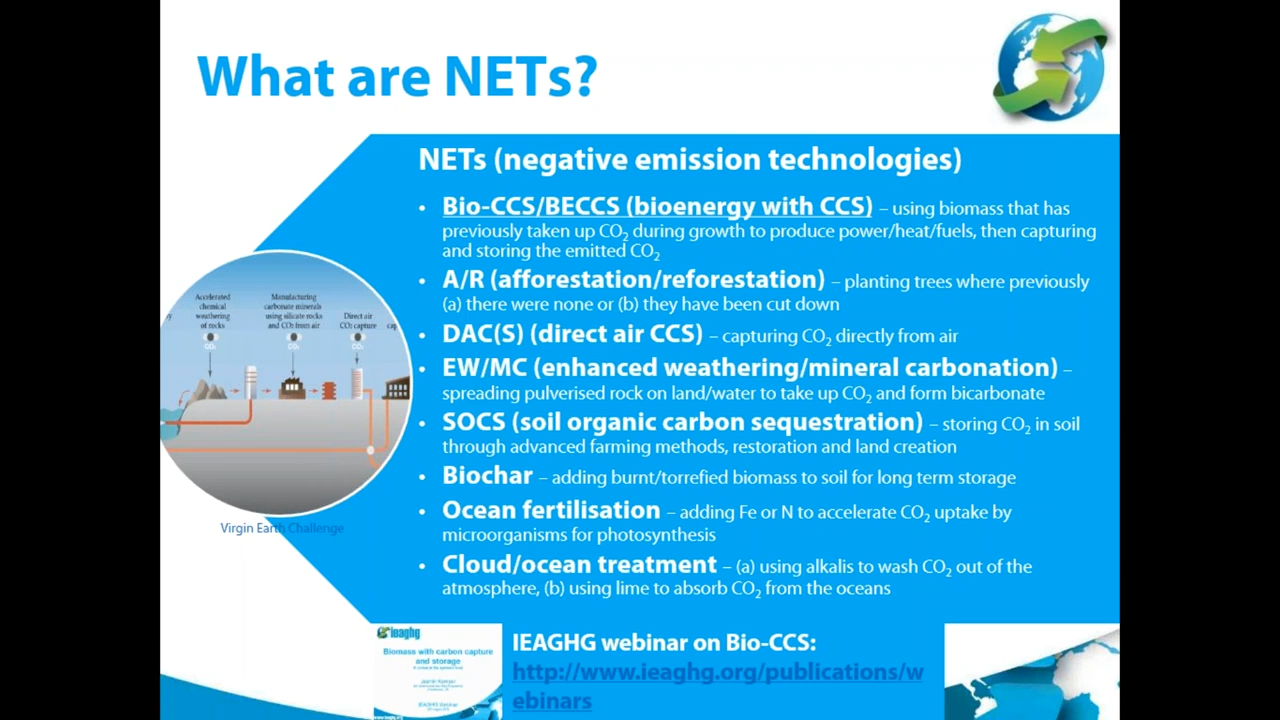 What are NETs?
NETs (negative emission technologies)
• Bio-CCS/BECCS (bioenergy with CCS) – using biomass that has
previously taken up CO₂ during growth to produce power/heat/fuels, then capturing
and storing the emitted CO₂
• A/R (afforestation/reforestation) – planting trees where previously
(a) there were none or (b) they have been cut down
• DAC(S) (direct air CCS) – capturing CO₂ directly from air
• EW/MC (enhanced weathering/mineral carbonation) –
spreading pulverised rock on land/water to take up CO₂ and form bicarbonate
• SOCS (soil organic carbon sequestration) – storing CO₂ in soil
through advanced farming methods, restoration and land creation
• Biochar – adding burnt/torrefied biomass to soil for long term storage
• Ocean fertilisation – adding Fe or N to accelerate CO₂ uptake by
microorganisms for photosynthesis
• Cloud/ocean treatment – (a) using alkalis to wash CO₂ out of the
atmosphere, (b) using lime to absorb CO₂ from the oceans
Accelerated
chemical
weathering
of rocks
CO₂
Manufacturing
carbonate minerals
using silicate rocks
and CO₂ from air
CO₂
Direct air
CO₂ capture
CO₂
Virgin Earth Challenge
ieaghg
Biomass with carbon capture
and storage
IEAGHG webinar on Bio-CCS:
http://www.ieaghg.org/publications/w
ebinars